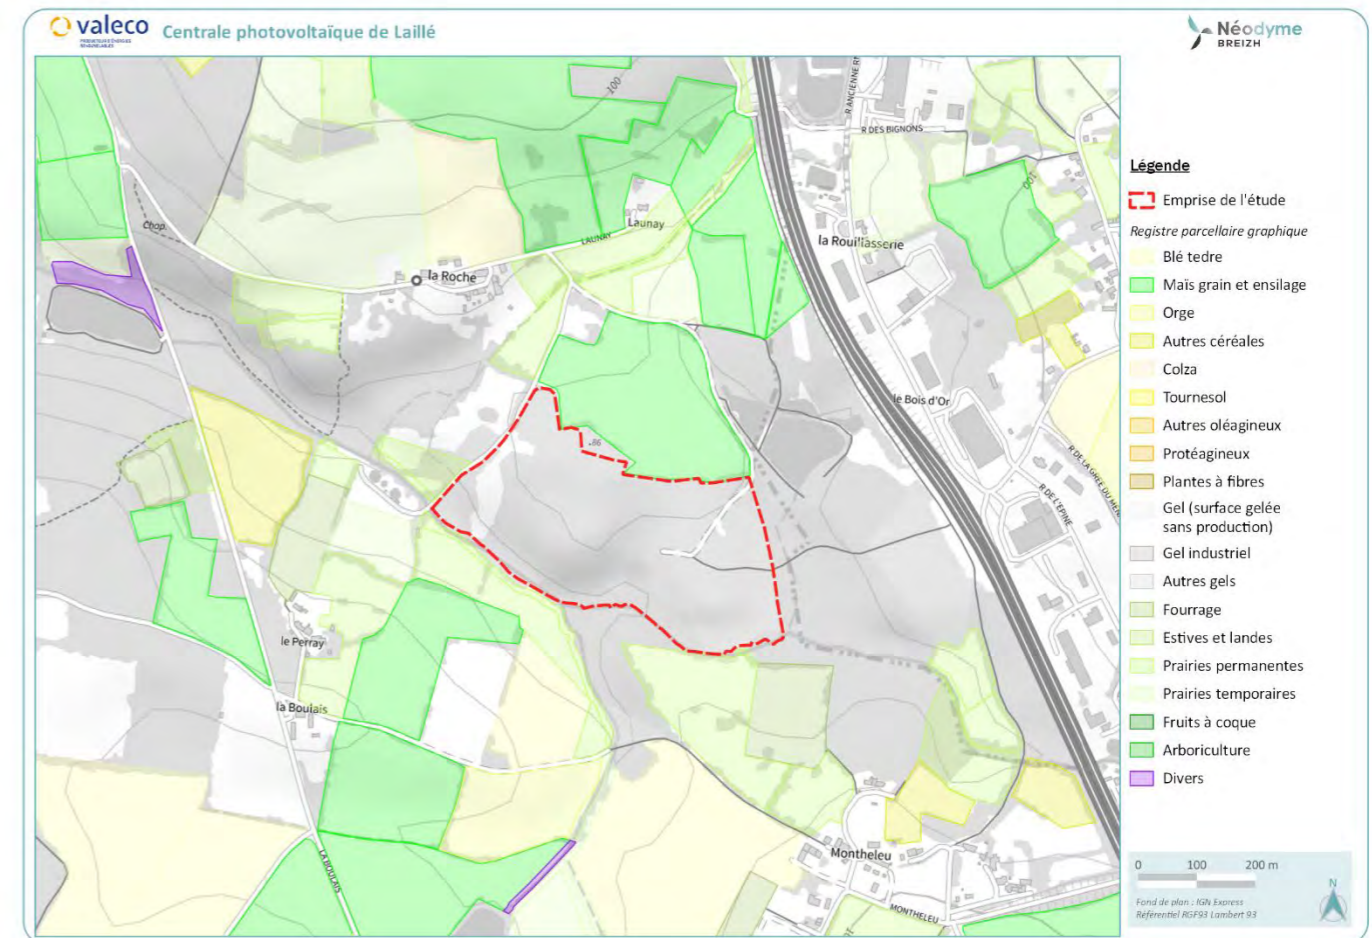 valeco
Centrale photovoltaïque de Laillé
Néodyme
BREIZH
100
R DES BIGNONS
100
Chap.
Launay
LAUNAY
la Rouillasserie
la Roche
le Bois d'Or
86
R DE L'EPINE
le Perray
la Boulais
LA BOULAIS
Montheleu
MONTHELEU
Légende
Emprise de l'étude
Registre parcellaire graphique
Blé tedre
Maïs grain et ensilage
Orge
Autres céréales
Colza
Tournesol
Autres oléagineux
Protéagineux
Plantes à fibres
Gel (surface gelée
sans production)
Gel industriel
Autres gels
Fourrage
Estives et landes
Prairies permanentes
Prairies temporaires
Fruits à coque
Arboriculture
Divers
0 100 200 m
N
Fond de plan : IGN Express
Référentiel RGF93 Lambert 93